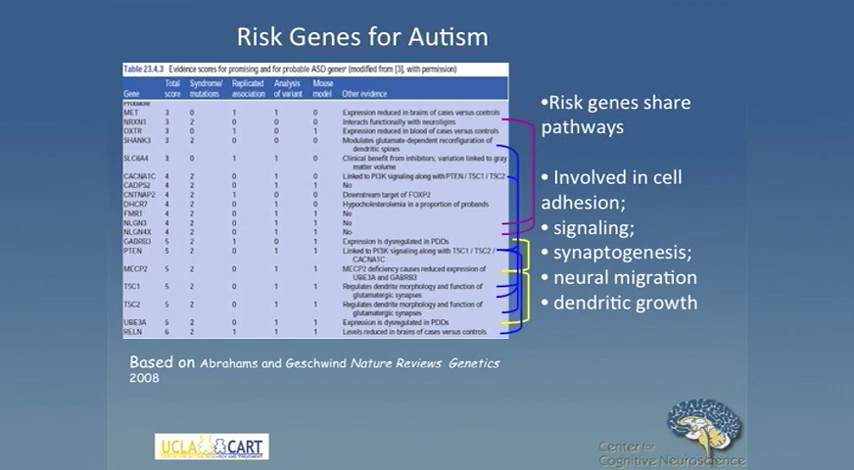 Risk Genes for Autism
Table 23.4.3 Evidence scores for promising and for probable ASD genes* (modified from [3], with permission)
Gene Total score Syndrome/ mutations Replicated association Analysis of variant Mouse model Other evidence
Probable
MET 3 0 1 1 0 Expression reduced in brains of cases versus controls
NRXN1 3 2 0 0 0 Interacts functionality with neuroligins
OXTR 3 0 1 0 1 Expression reduced in blood of cases versus controls
SHANK3 3 2 0 0 0 Modulates glutamate-dependent reconfiguration of
dendritic spines
SLC6A4 3 0 1 1 0 Clinical benefit from inhibitors; variation linked to gray
matter volume
CACNA1C 4 2 0 1 0 Linked to PI3K signaling along with PTEN / TSC1 / TSC2
CADPS2 4 2 0 1 1 No
CNTNAP2 4 2 1 0 0 Downstream target of FOXP2
DHCR7 4 2 0 1 0 Hypocholesterolemia in a proportion of probands
FMR1 4 2 0 1 1 No
NLGN3 4 2 0 1 1 No
NLGN4X 4 2 0 1 1 No
GABRB3 5 2 1 0 1 Expression is dysregulated in PDDs
PTEN 5 2 0 1 1 Linked to PI3K signaling along with TSC1 / TSC2 /
CACNA1C
MECP2 5 2 0 1 1 MECP2 deficiency causes reduced expression of
UBE3A and GABRB3
TSC1 5 2 0 1 1 Regulates dendrite morphology and function of
glutamatergic synapses
TSC2 5 2 0 1 1 Regulates dendrite morphology and function of
glutamatergic synapses
UBE3A 5 2 0 1 1 Expression is dysregulated in PDDs
RELN 6 2 1 1 1 Levels reduced in brains of cases versus controls
•Risk genes share
pathways
• Involved in cell
adhesion;
• signaling;
• synaptogenesis;
• neural migration
• dendritic growth
Based on Abrahams and Geschwind Nature Reviews Genetics
2008
UCLA CART
Center for
Cognitive Neuroscience